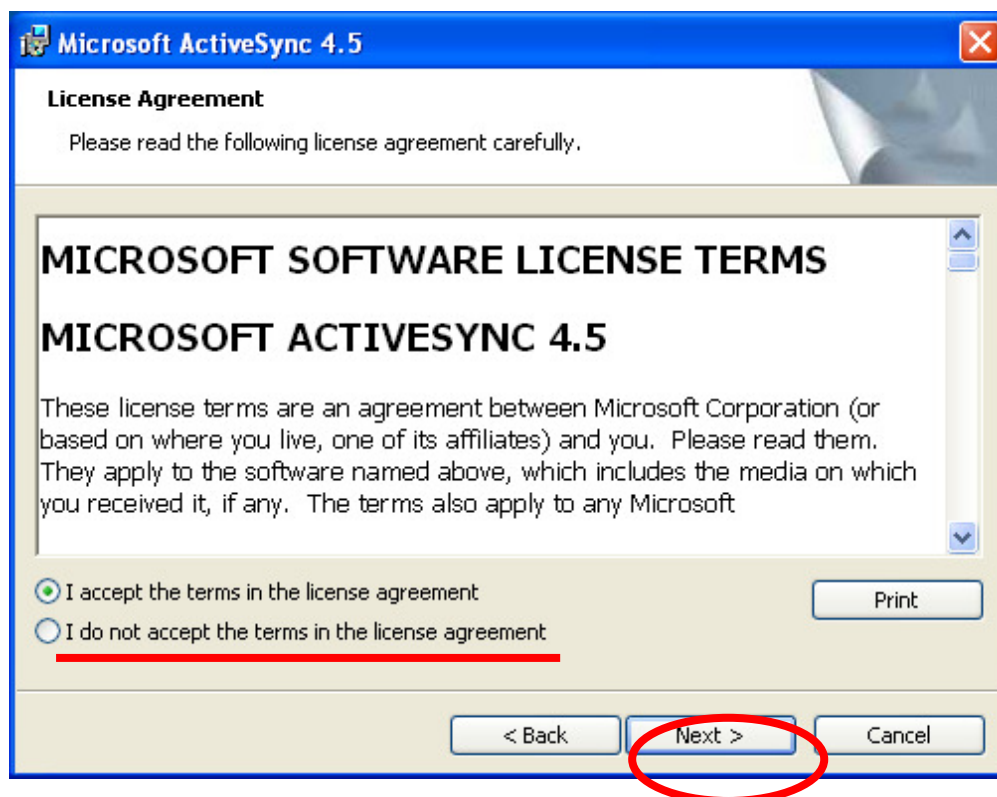 Microsoft ActiveSync 4.5
License Agreement
Please read the following license agreement carefully.
MICROSOFT SOFTWARE LICENSE TERMS
MICROSOFT ACTIVESYNC 4.5
These license terms are an agreement between Microsoft Corporation (or
based on where you live, one of its affiliates) and you.  Please read them.
They apply to the software named above, which includes the media on which
you received it, if any.  The terms also apply to any Microsoft
I accept the terms in the license agreement
Print
I do not accept the terms in the license agreement
< Back
Next >
Cancel